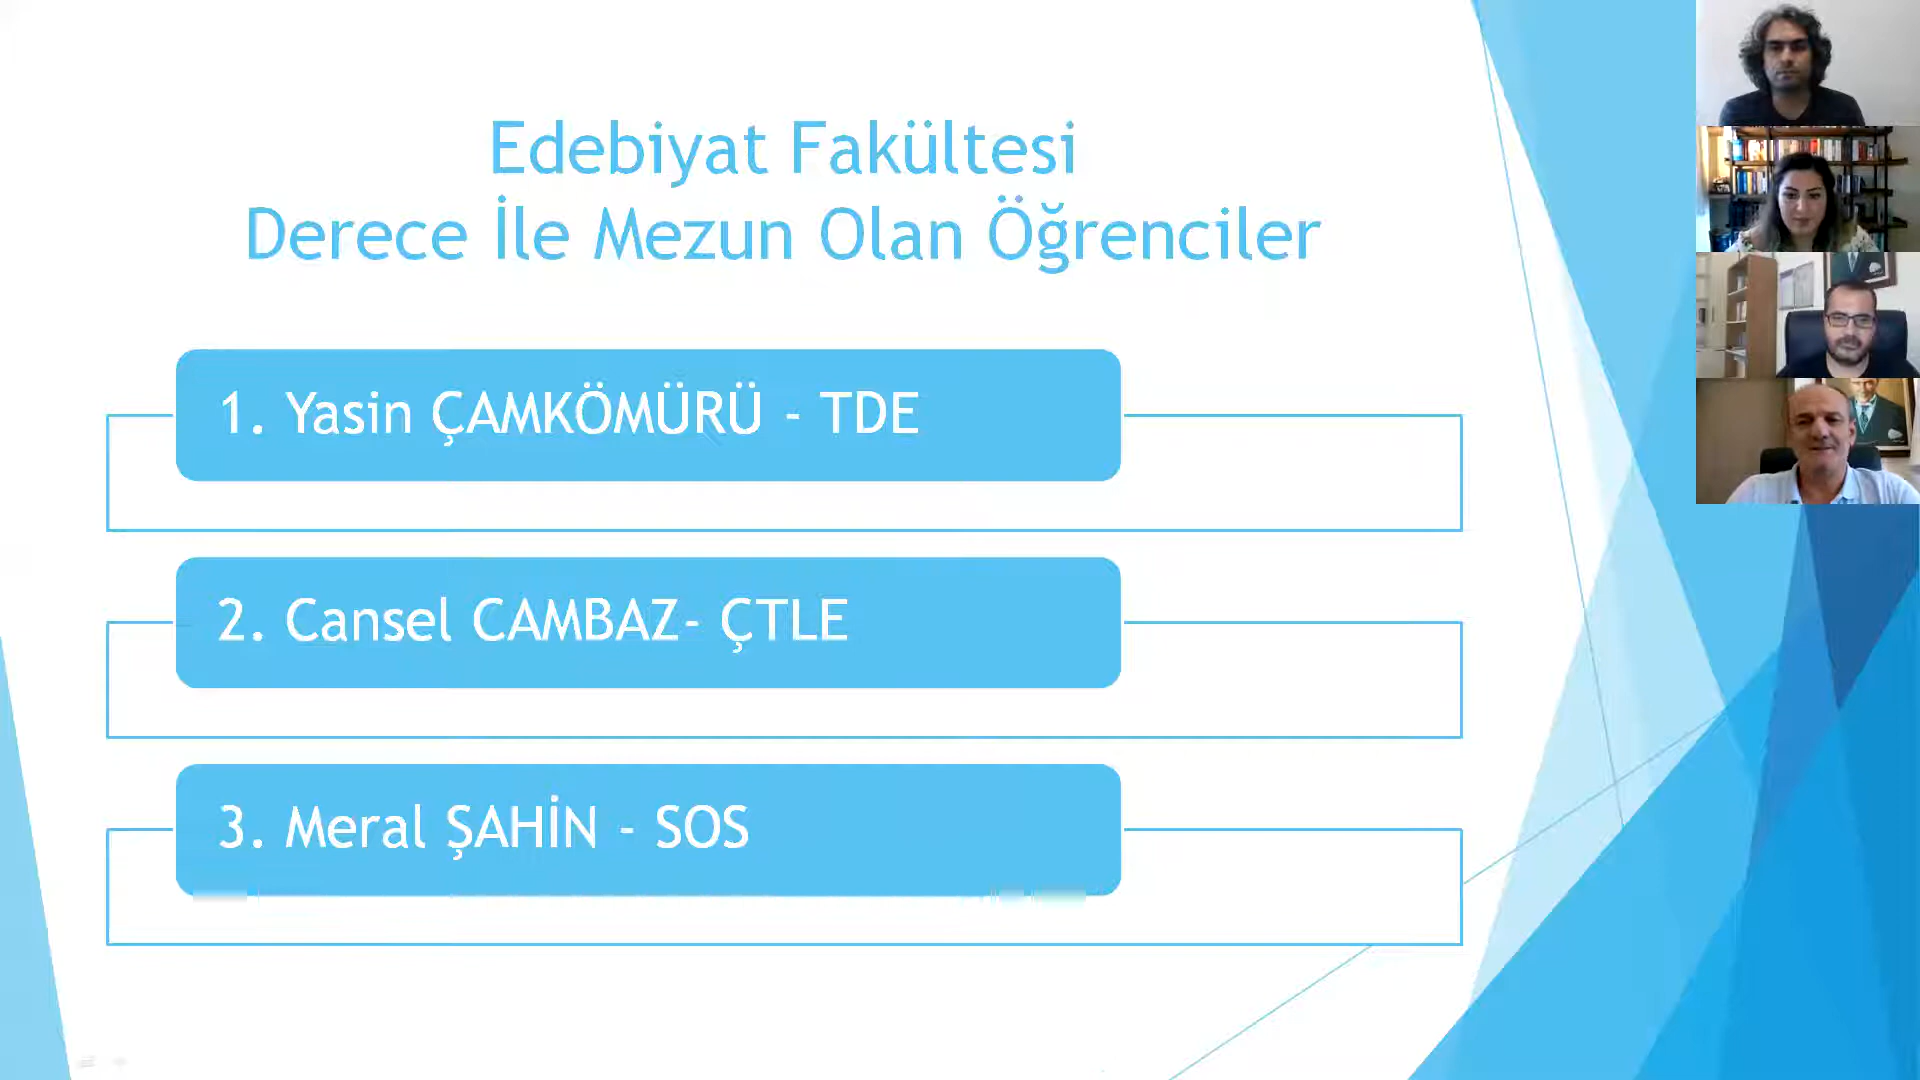 Edebiyat Fakültesi
Derece İle Mezun Olan Öğrenciler
1. Yasin ÇAMKÖMÜRÜ - TDE
2. Cansel CAMBAZ- ÇTLE
3. Meral ŞAHİN - SOS